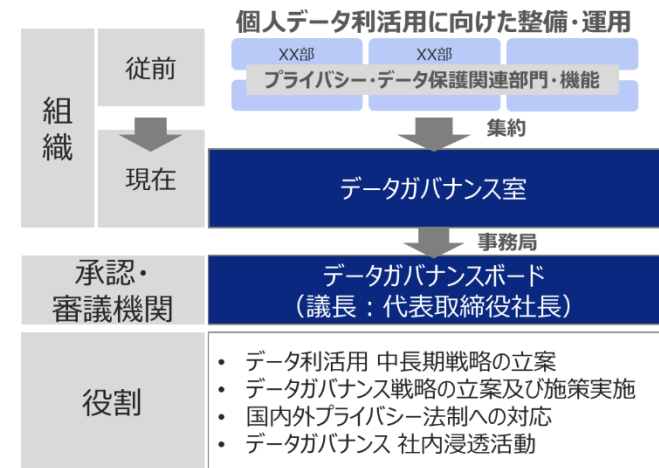 個人データ利活用に向けた整備・運用
組織
従前
XX部
XX部
プライバシー・データ保護関連部門・機能
集約
現在
データガバナンス室
事務局
承認・
審議機関
データガバナンスボード
（議長：代表取締役社長）
役割
• データ利活用 中長期戦略の立案
• データガバナンス戦略の立案及び施策実施
• 国内外プライバシー法制への対応
• データガバナンス 社内浸透活動